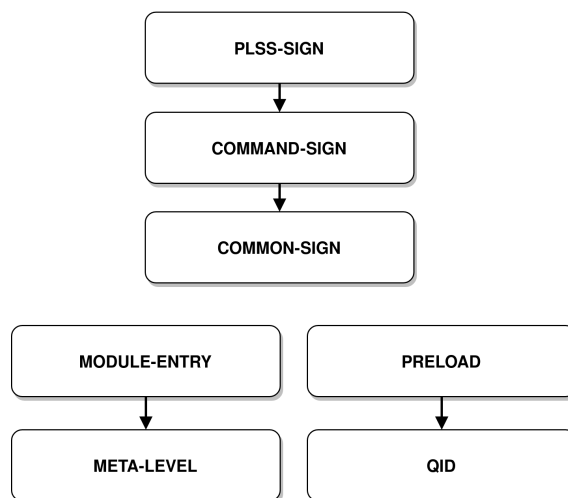 PLSS-SIGN
COMMAND-SIGN
COMMON-SIGN
MODULE-ENTRY
PRELOAD
META-LEVEL
QID